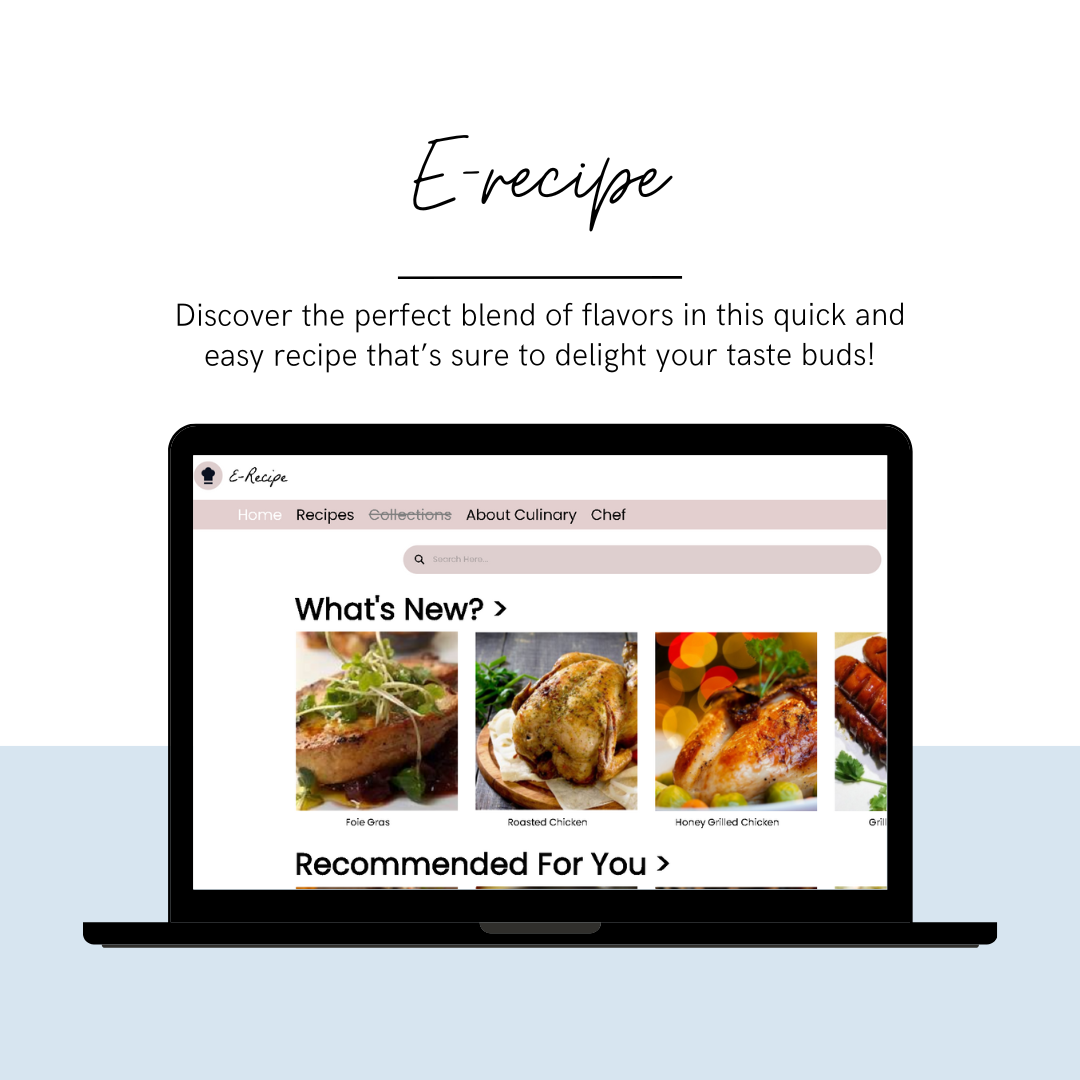 E-recipe
Discover the perfect blend of flavors in this quick and
easy recipe that’s sure to delight your taste buds!
E-Recipe
Home Recipes Collections About Culinary Chef
Search Here...
What's New? >
Foie Gras Roasted Chicken Honey Grilled Chicken Grill
Recommended For You >